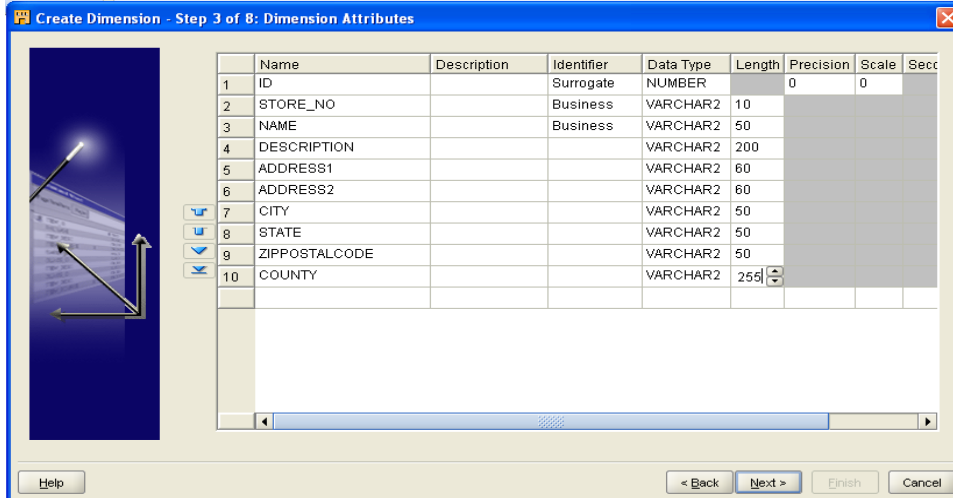 Create Dimension - Step 3 of 8: Dimension Attributes
Name Description Identifier Data Type Length Precision Scale Secc
1 ID Surrogate NUMBER 0 0
2 STORE_NO Business VARCHAR2 10
3 NAME Business VARCHAR2 50
4 DESCRIPTION VARCHAR2 200
5 ADDRESS1 VARCHAR2 60
6 ADDRESS2 VARCHAR2 60
7 CITY VARCHAR2 50
8 STATE VARCHAR2 50
9 ZIPPOSTALCODE VARCHAR2 50
10 COUNTY VARCHAR2 255
Help < Back Next > Finish Cancel